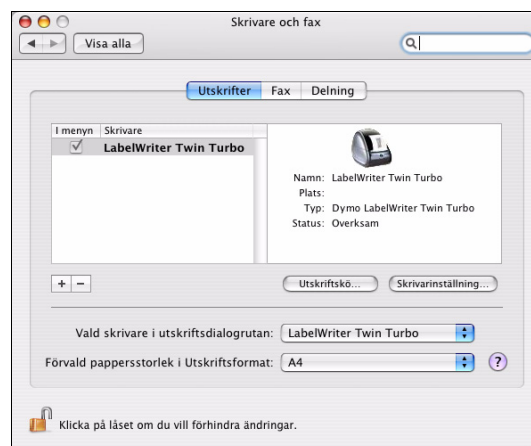 Skrivare och fax
Visa alla
Utskrifter Fax Delning
I menyn Skrivare
LabelWriter Twin Turbo
Namn: LabelWriter Twin Turbo
Plats:
Typ: Dymo LabelWriter Twin Turbo
Status: Overksam
+ −
Utskriftskö... Skrivarinställning...
Vald skrivare i utskriftsdialogrutan: LabelWriter Twin Turbo
Förvald pappersstorlek i Utskriftsformat: A4 ?
Klicka på låset om du vill förhindra ändringar.